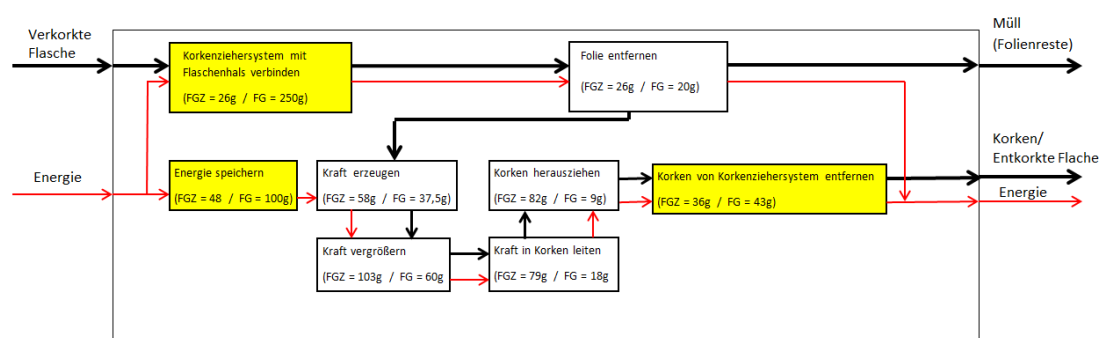 Verkorkte
Flasche
Müll
(Folienreste)
Korkenziehersystem mit
Flaschenhals verbinden
(FGZ = 26g / FG = 250g)
Folie entfernen
(FGZ = 26g / FG = 20g)
Energie
Energie speichern
(FGZ = 48 / FG = 100g)
Kraft erzeugen
(FGZ = 58g / FG = 37,5g)
Korken herausziehen
(FGZ = 82g / FG = 9g)
Korken von Korkenziehersystem entfernen
(FGZ = 36g / FG = 43g)
Korken/
Entkorkte Flache
Energie
Kraft vergrößern
(FGZ = 103g / FG = 60g
Kraft in Korken leiten
(FGZ = 79g / FG = 18g